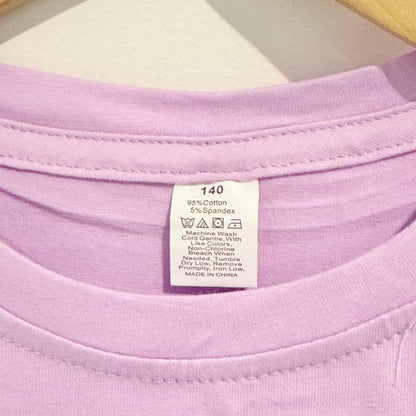 140
95%Cotton
5%Spandex
Machine Wash
Cold Gentle, With
Like Colors,
Non-Chlorine
Bleach When
Needed, Tumble
Dry Low, Remove
Promptly, Iron Low,
MADE IN CHINA